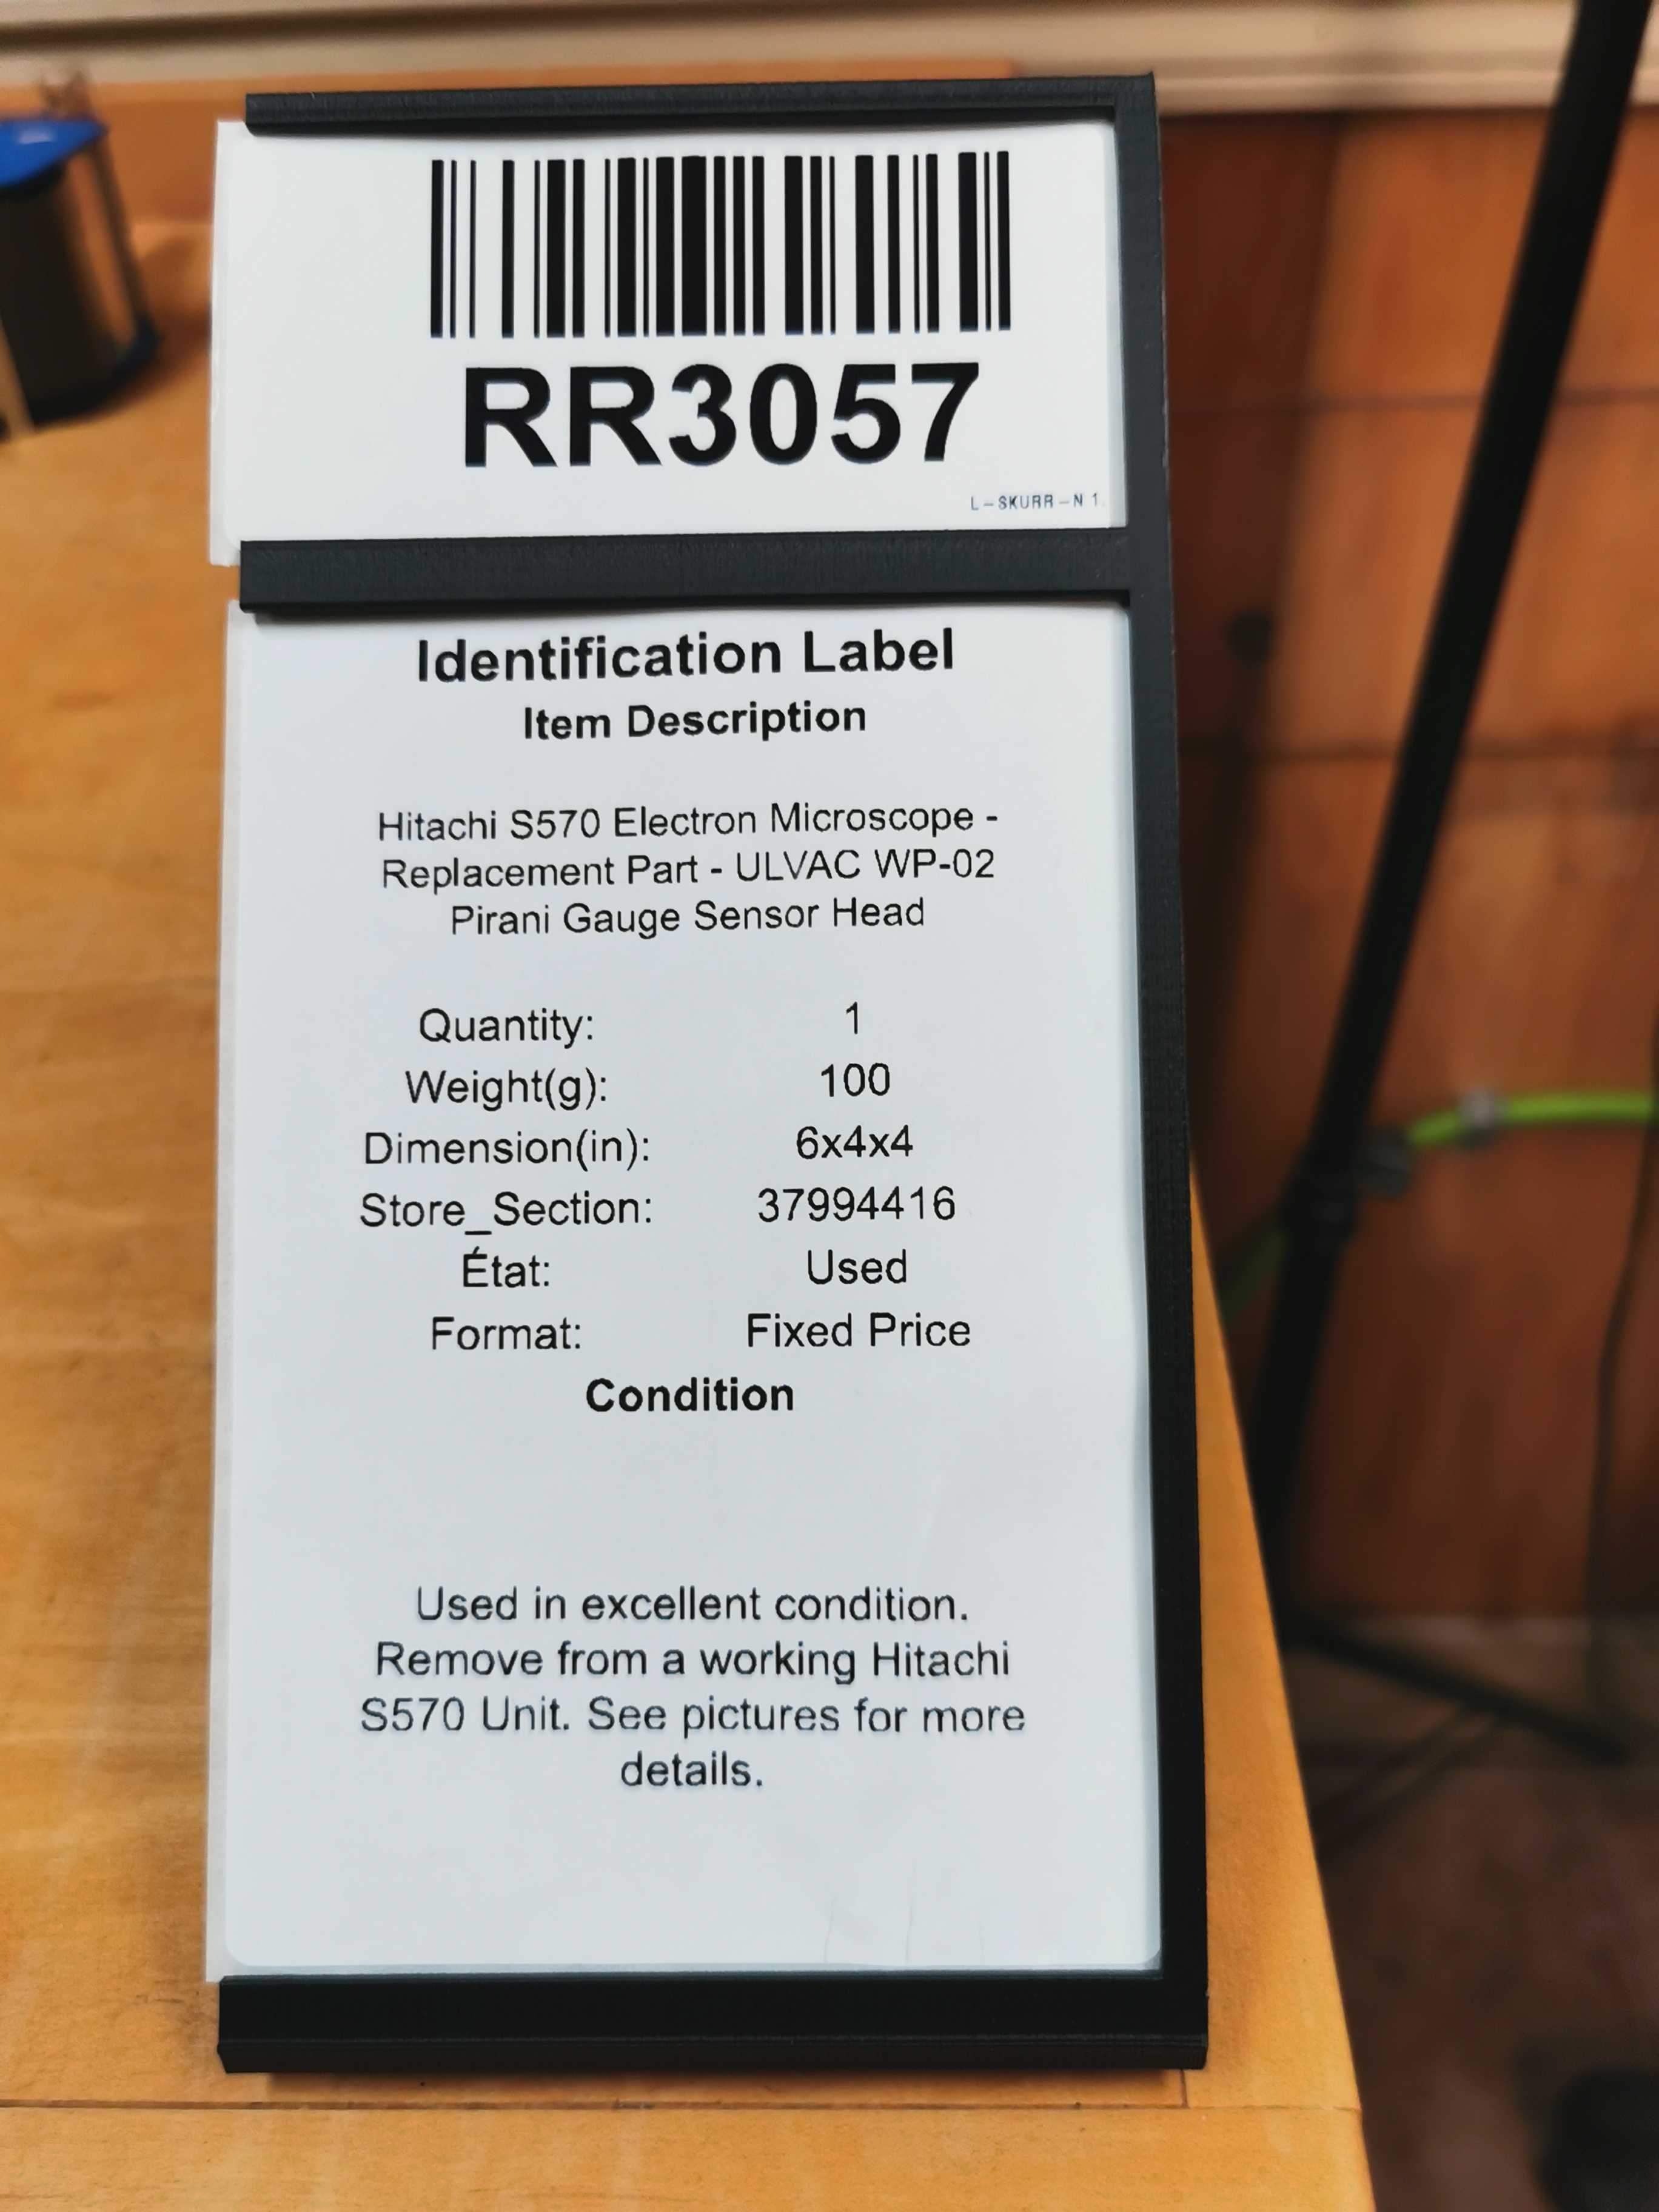 RR3057
L-SKURR-N 1
Identification Label
Item Description
Hitachi S570 Electron Microscope -
Replacement Part - ULVAC WP-02
Pirani Gauge Sensor Head
Quantity: 1
Weight(g): 100
Dimension(in): 6x4x4
Store_Section: 37994416
État: Used
Format: Fixed Price
Condition
Used in excellent condition.
Remove from a working Hitachi
S570 Unit. See pictures for more
details.